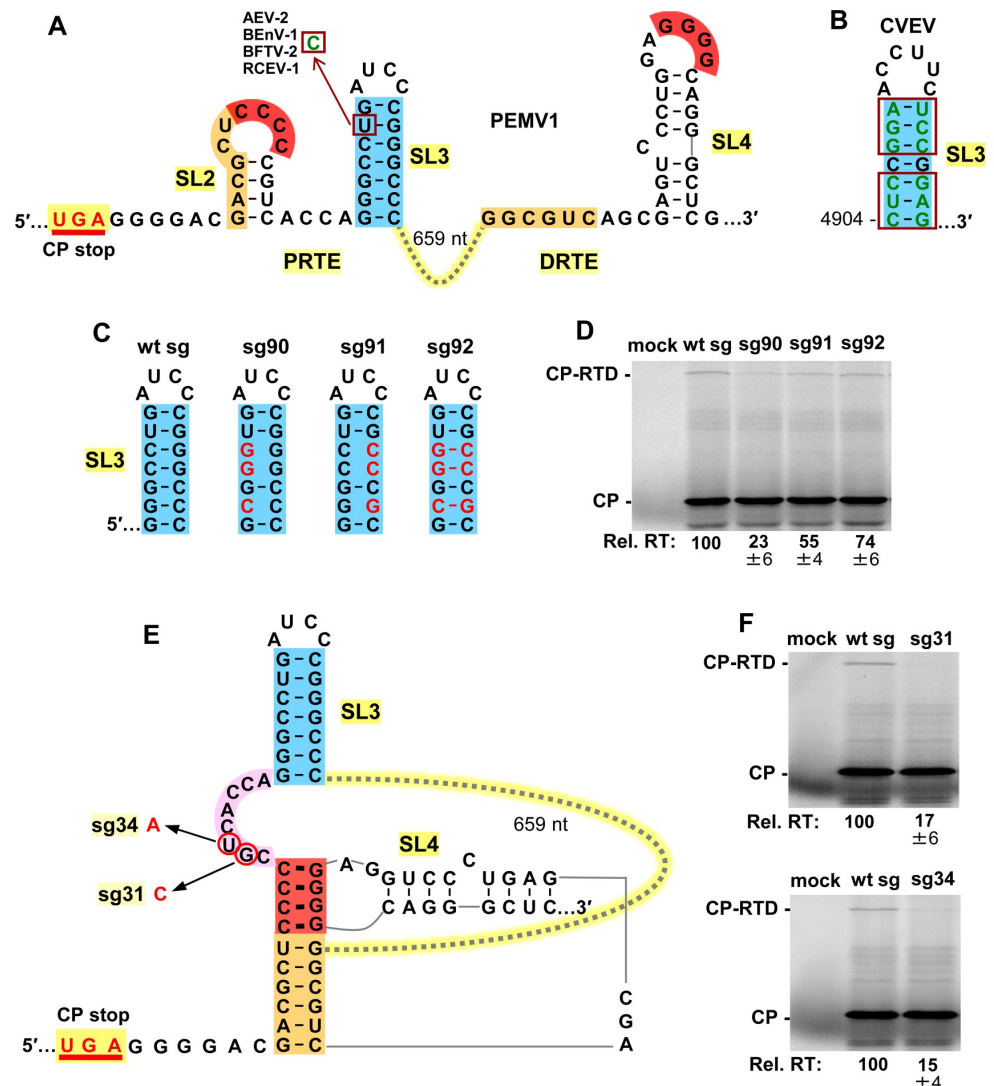 A
AEV-2
BEnV-1
BFTV-2
RCEV-1
C
PEMV1
SL2
SL3
SL4
U C C C C
G C G U
G C A G
A U C C
G - C
U - G
C - G
C - G
G - C
G - C
G - C
G A G G G G
G C
G - C
U - A
C - G
C - G
C
U - G
G - C
A - U
G - C
5′... U G A G G G G A C G A C C A G G G C G U C A G C G A C G...3′
CP stop
PRTE
659 nt
DRTE
B
CVEV
C U
C U
A C
A - U
G - C
G - C
C - G
C - G
U - A
C - G
4904 -
...3′
SL3
C
wt sg sg90 sg91 sg92
SL3
U C U C U C U C
A C A C A C A C
G - C G - C G - C G - C
U - G U - G U G U - G
C - G G G C C G - C
C - G G G C C G - C
G - C G C G C G - C
G - C C C G G C - G
5′... G - C G - C G - C G - C
D
mock wt sg sg90 sg91 sg92
CP-RTD -
CP -
Rel. RT: 100 23 55 74
±6 ±4 ±6
E
U C
A C
G - C
U - G
C - G
C - G
G - C
G - C
G - C
SL3
A C C A C U G C
sg34 A
sg31 C
659 nt
SL4
C - G
C - G
C - G
C - G
A G G U C C C U G A G
C A G G G C U C...3′
U - G
C - G
G - C
C - G
A - U
G - C
C
G
A
CP stop
5′... U G A G G G G A C
F
mock wt sg sg31
CP-RTD -
CP -
Rel. RT: 100 17
±6
mock wt sg sg34
CP-RTD -
CP -
Rel. RT: 100 15
±4